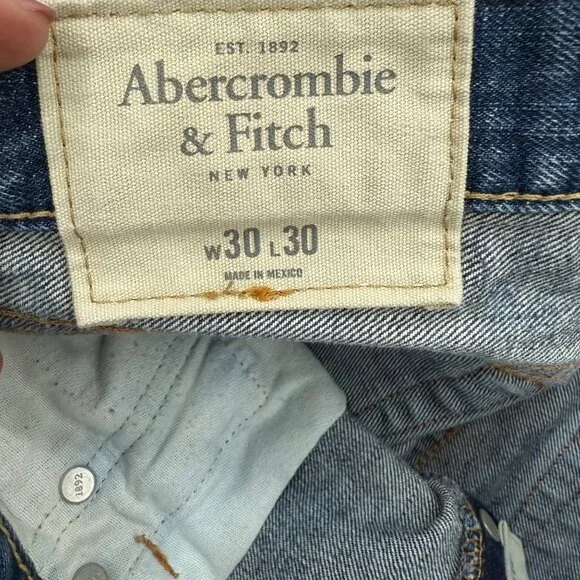 EST. 1892
Abercrombie
& Fitch
NEW YORK
W30 L30
MADE IN MEXICO
1892